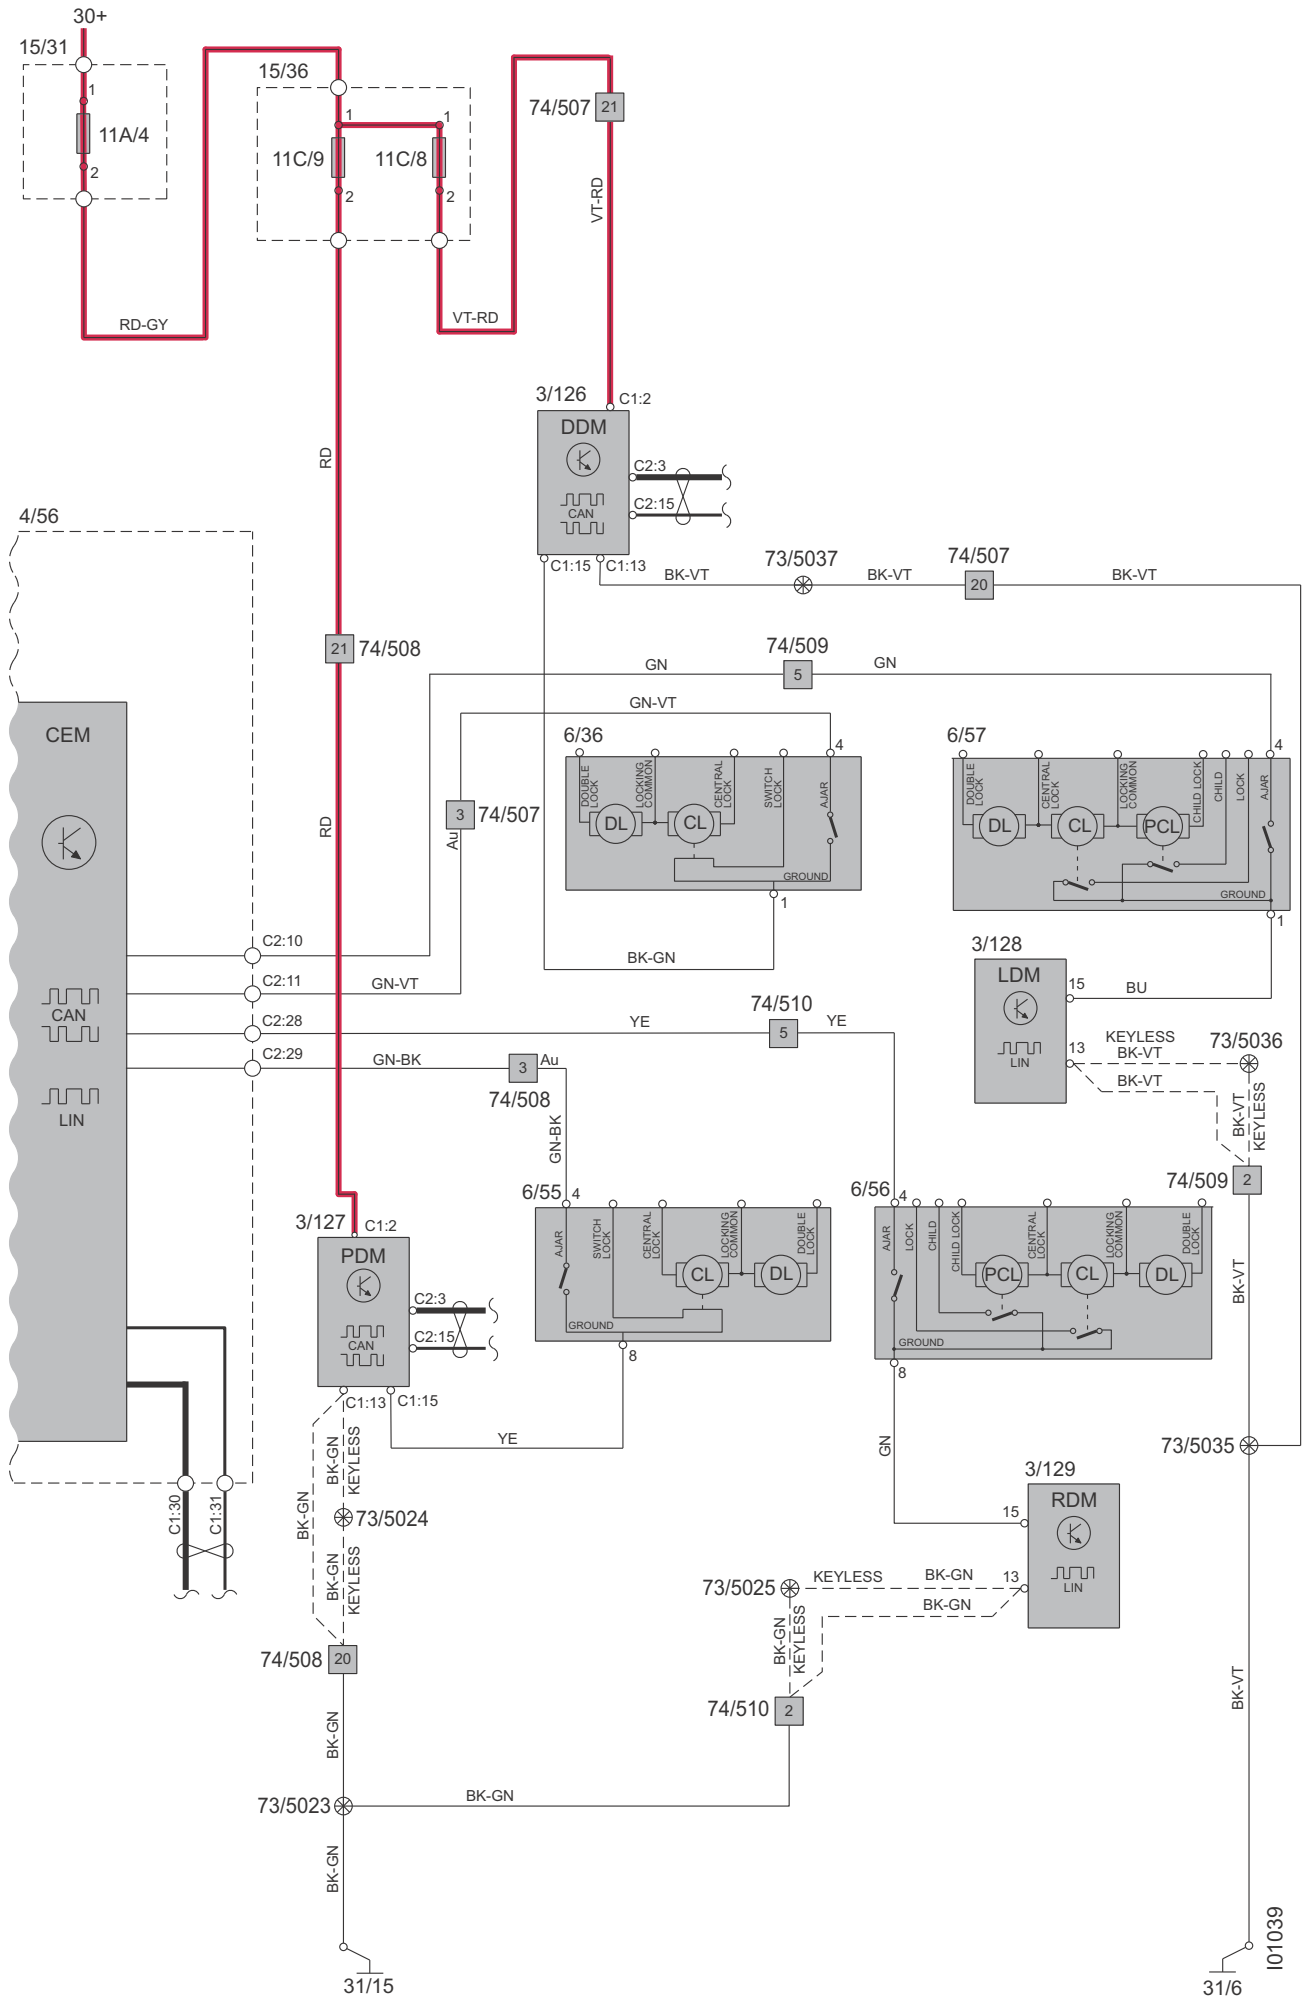 30+
15/31
1
11A/4
2
RD-GY
15/36
1
1
11C/9
11C/8
2
2
VT-RD
74/507
21
VT-RD
RD
3/126
C1:2
DDM
C2:3
C2:15
CAN
C1:15
C1:13
BK-VT
73/5037
BK-VT
74/507
20
BK-VT
4/56
21
74/508
RD
GN
74/509
5
GN
GN-VT
CEM
CAN
LIN
6/36
4
DOUBLE LOCK
LOCKING COMMON
CENTRAL LOCK
SWITCH LOCK
AJAR
DL
CL
GROUND
1
3
74/507
Au
BK-GN
6/57
4
DOUBLE LOCK
CENTRAL LOCK
LOCKING COMMON
CHILD LOCK
CHILD
LOCK
AJAR
DL
CL
PCL
GROUND
1
C2:10
C2:11
GN-VT
C2:28
YE
74/510
5
YE
C2:29
GN-BK
3
Au
74/508
GN-BK
3/128
LDM
15
BU
LIN
13
KEYLESS
BK-VT
BK-VT
73/5036
BK-VT
KEYLESS
74/509
2
BK-VT
3/127
C1:2
PDM
C2:3
CAN
C2:15
C1:13
C1:15
YE
6/55
4
AJAR
SWITCH LOCK
CENTRAL LOCK
LOCKING COMMON
DOUBLE LOCK
CL
DL
GROUND
8
6/56
4
AJAR
LOCK
CHILD
CHILD LOCK
CENTRAL LOCK
LOCKING COMMON
DOUBLE LOCK
PCL
CL
DL
GROUND
8
GN
73/5035
3/129
RDM
15
13
LIN
C1:30
C1:31
BK-GN
BK-GN
KEYLESS
73/5024
BK-GN
KEYLESS
74/508
20
73/5025
KEYLESS
BK-GN
BK-GN
BK-GN
KEYLESS
74/510
2
BK-GN
73/5023
BK-GN
BK-GN
BK-VT
31/15
31/6
I01039